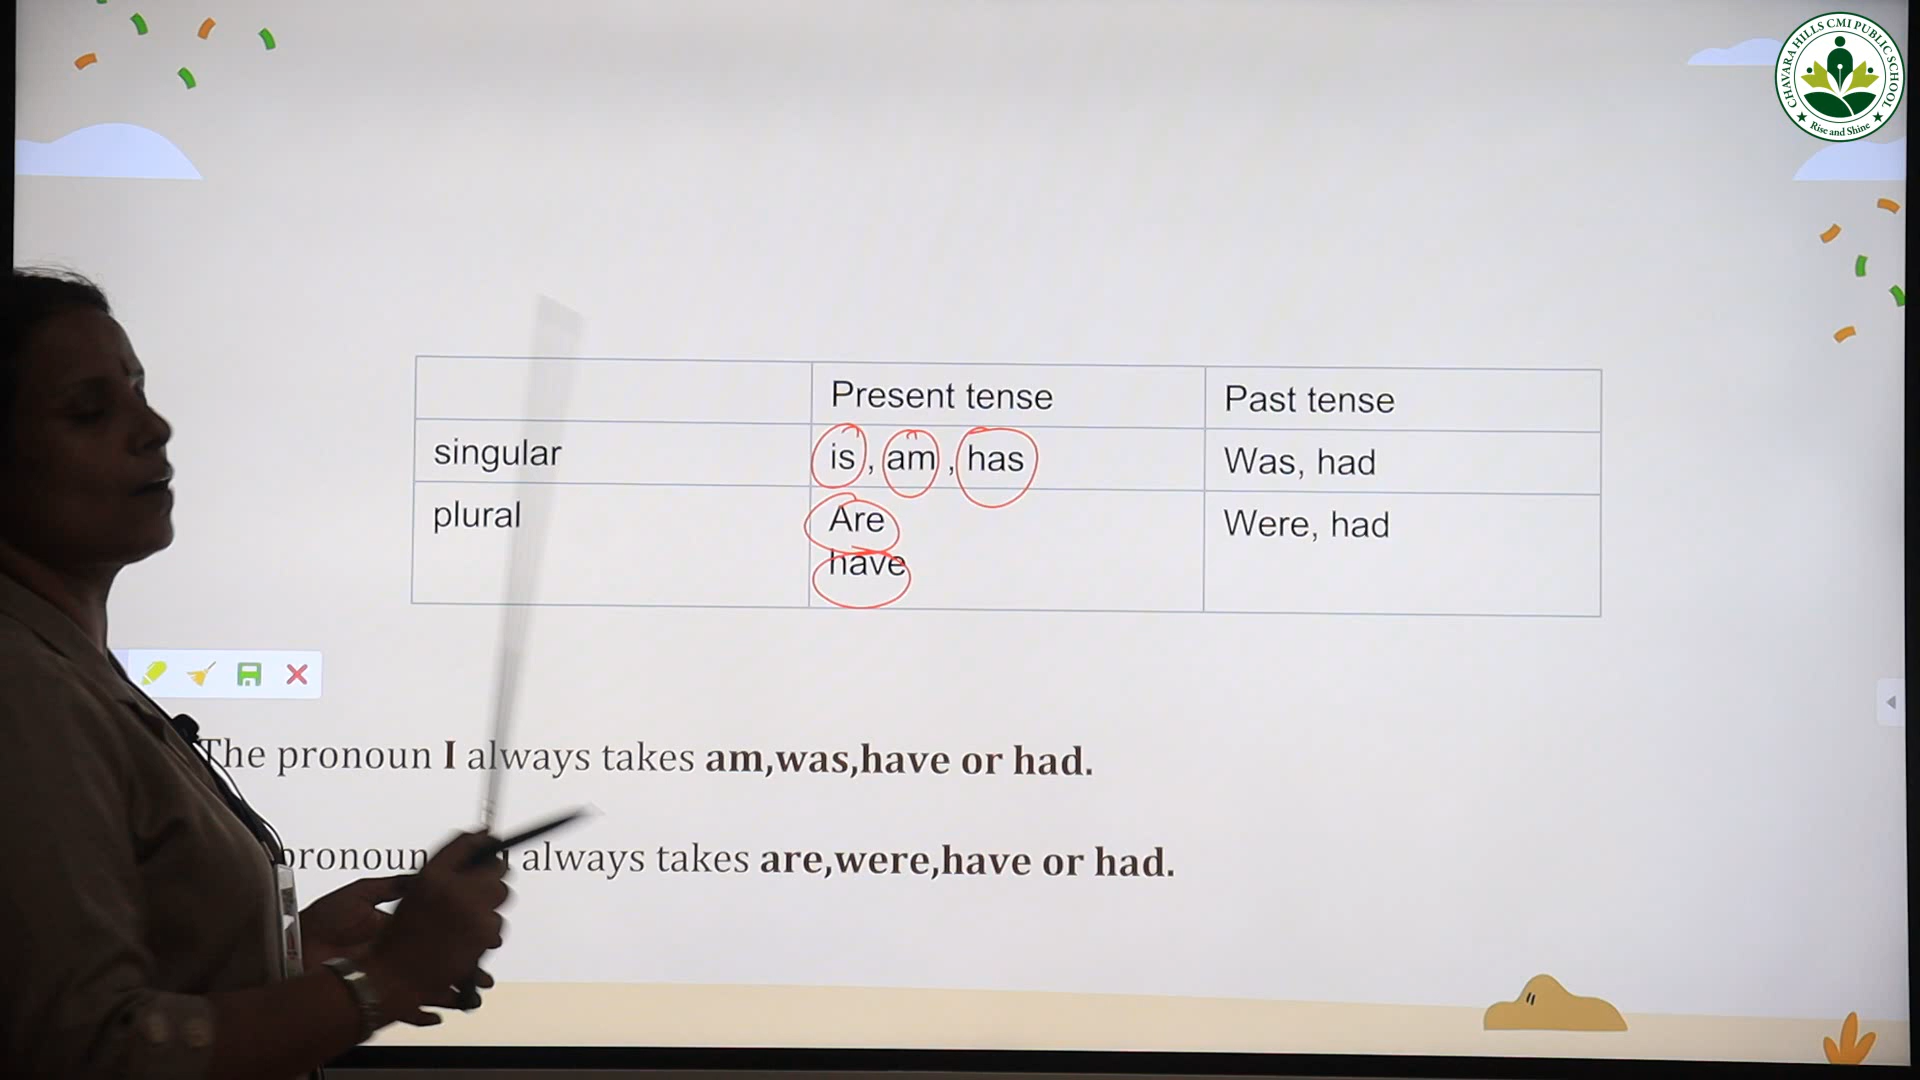 CHAVARA HILLS CMI PUBLIC SCHOOL
Rise and Shine
Present tense Past tense
singular is , am , has Was, had
plural Are Were, had
have
The pronoun I always takes am,was,have or had.
pronoun always takes are,were,have or had.